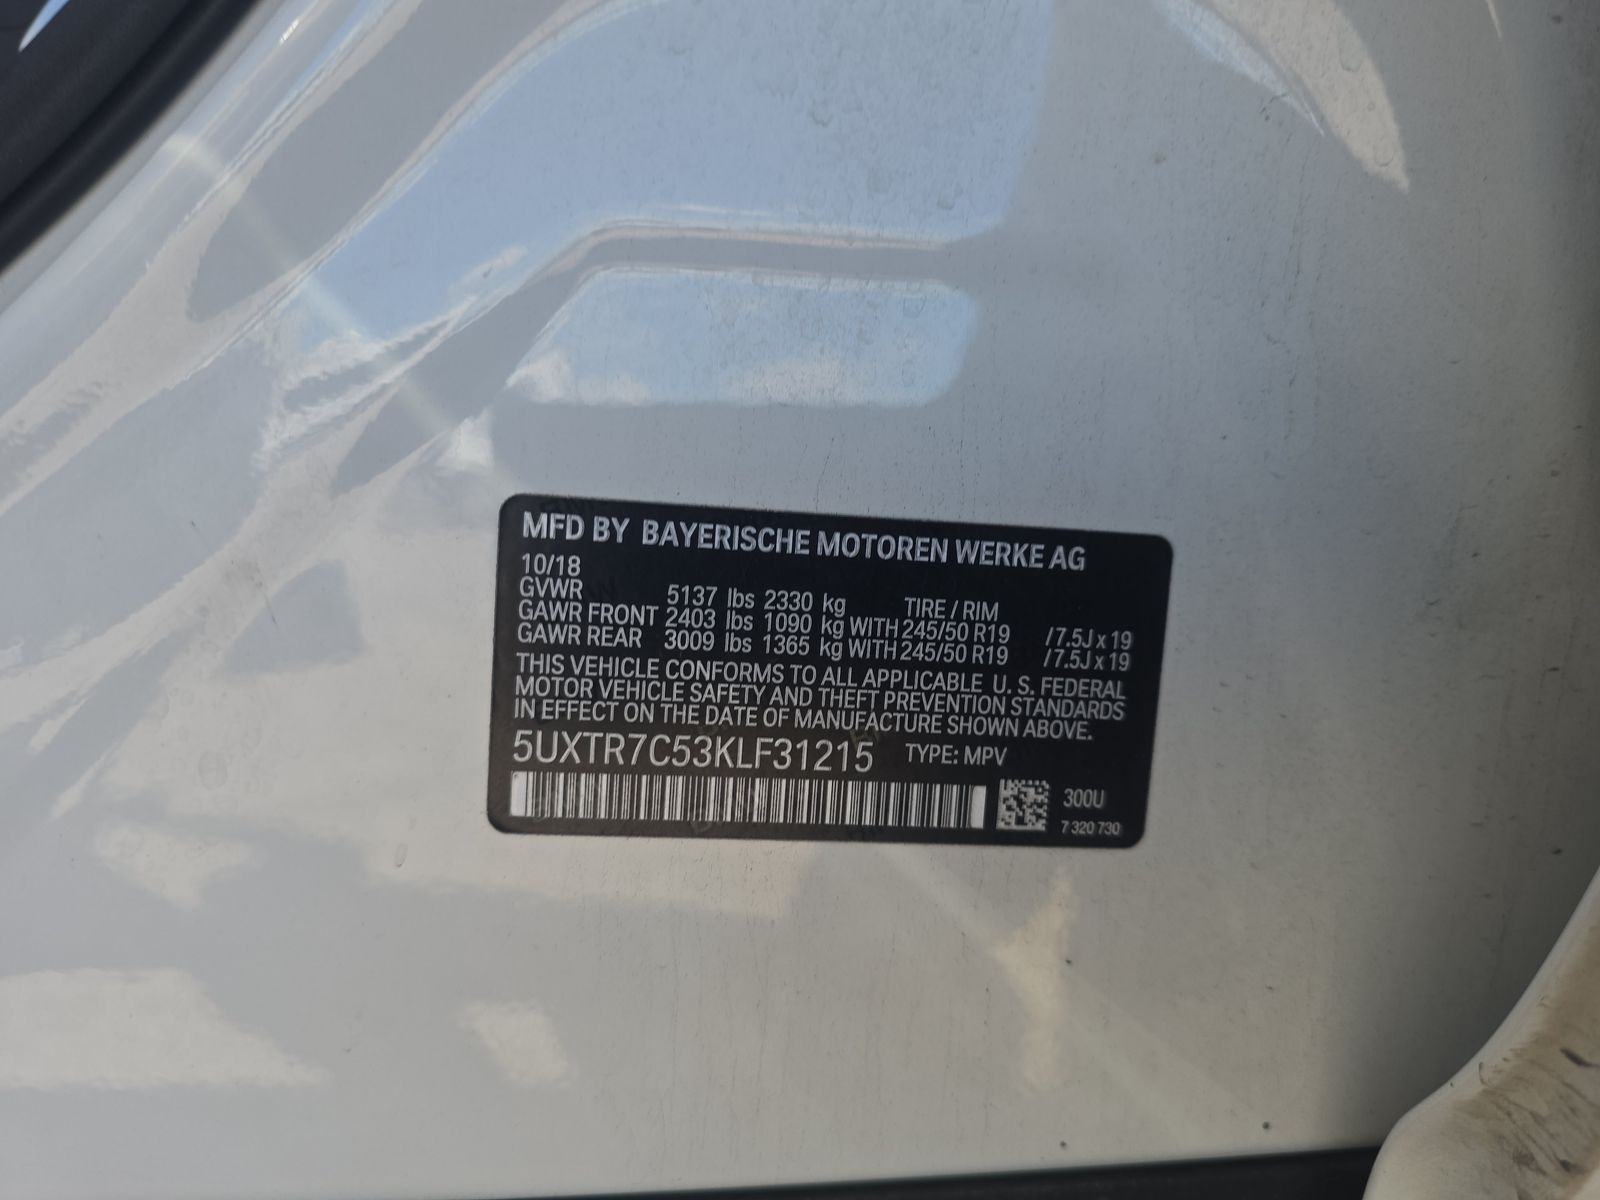 MFD BY BAYERISCHE MOTOREN WERKE AG
10/18
GVWR 5137 lbs 2330 kg TIRE / RIM
GAWR FRONT 2403 lbs 1090 kg WITH 245/50 R19 / 7.5J x 19
GAWR REAR 3009 lbs 1365 kg WITH 245/50 R19 / 7.5J x 19
THIS VEHICLE CONFORMS TO ALL APPLICABLE U. S. FEDERAL
MOTOR VEHICLE SAFETY AND THEFT PREVENTION STANDARDS
IN EFFECT ON THE DATE OF MANUFACTURE SHOWN ABOVE.
5UXTR7C53KLF31215 TYPE: MPV
300U
7 320 730